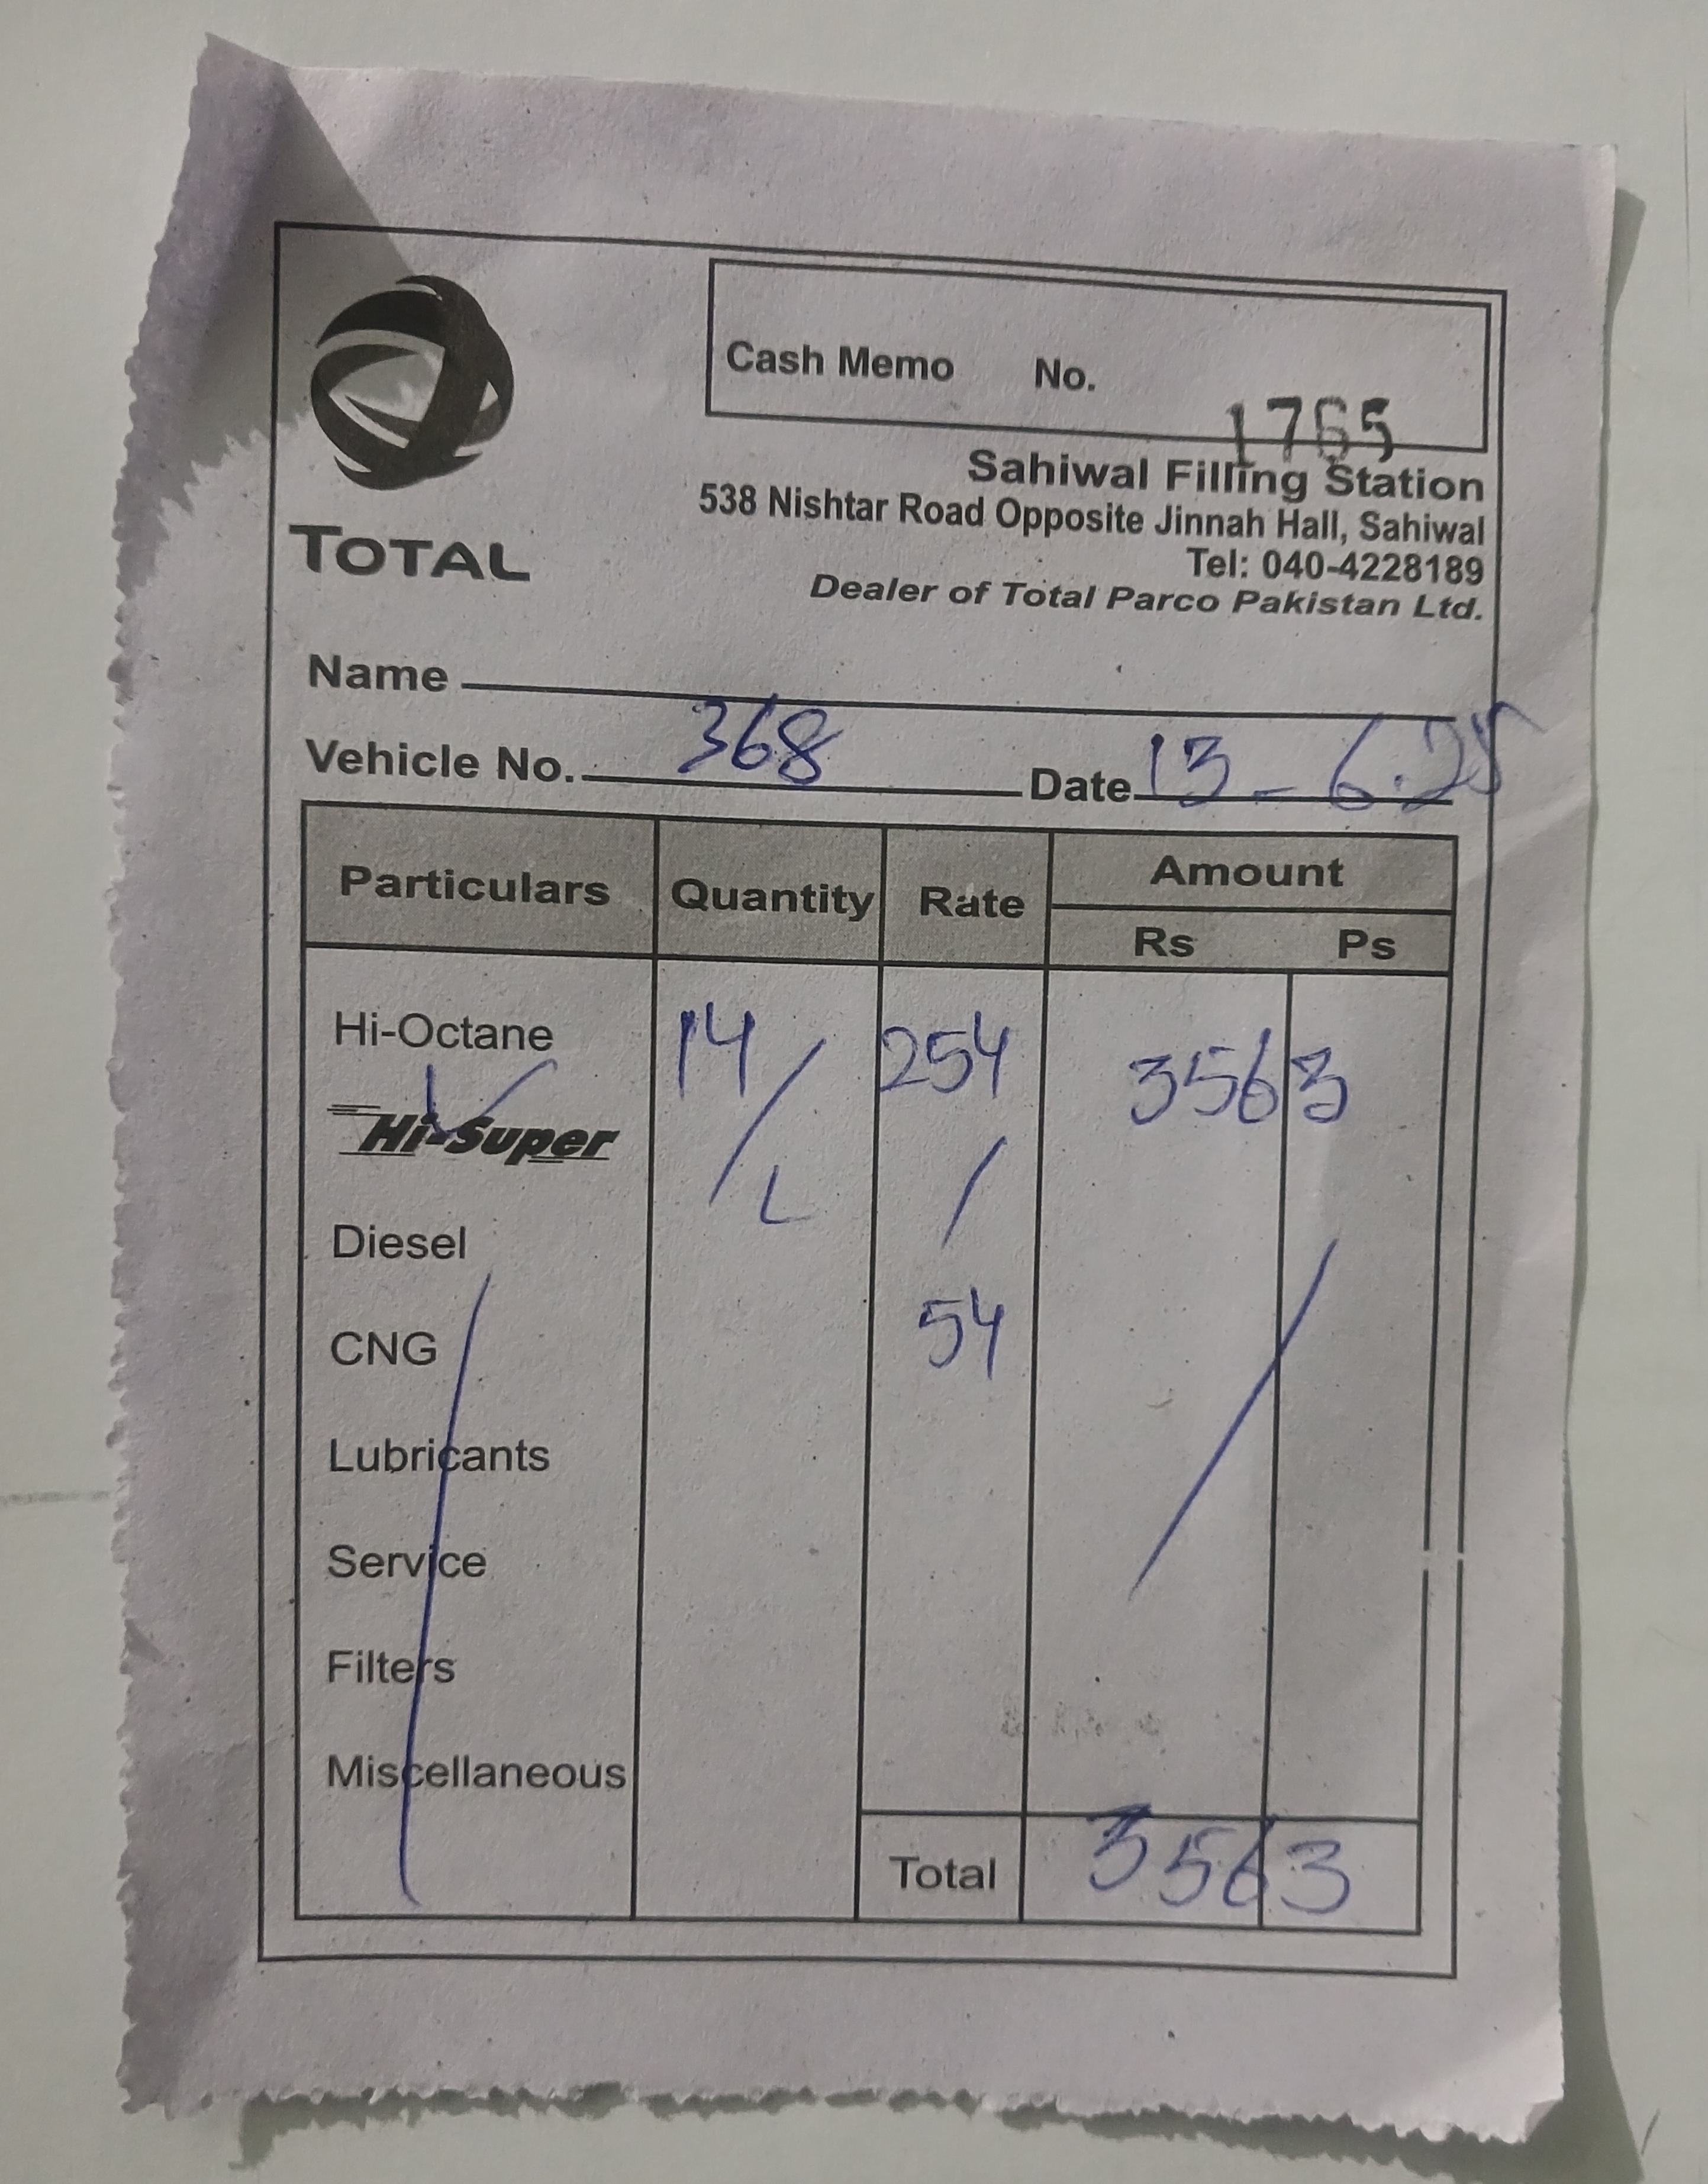 Cash Memo No. 1765
TOTAL
Sahiwal Filling Station
538 Nishtar Road Opposite Jinnah Hall, Sahiwal
Tel: 040-4228189
Dealer of Total Parco Pakistan Ltd.
Name
Vehicle No. 368 Date 13-6.25
Particulars Quantity Rate Amount
Rs Ps
Hi-Octane 14 254 3563
Hi-Super / L /
Diesel
CNG 54
Lubricants
Service
Filters
Miscellaneous
Total 3563